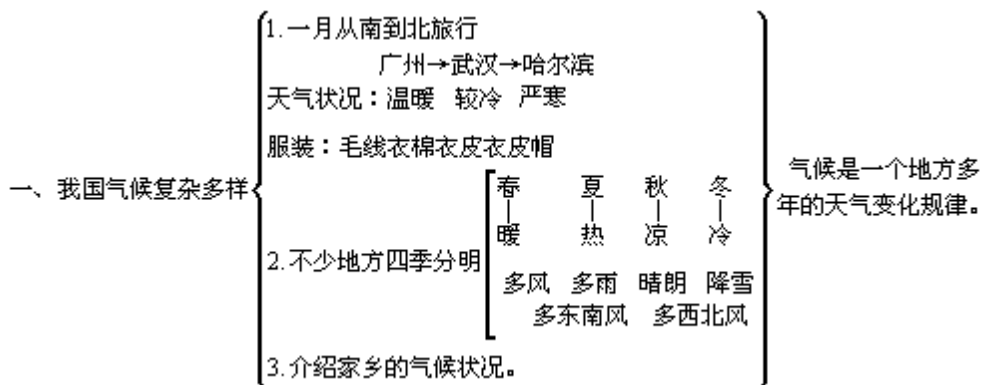 一、我国气候复杂多样
1.一月从南到北旅行
广州→武汉→哈尔滨
天气状况：温暖 较冷 严寒
服装：毛线衣棉衣皮衣皮帽
2.不少地方四季分明
春 夏 秋 冬
暖 热 凉 冷
多风 多雨 晴朗 降雪
多东南风 多西北风
3.介绍家乡的气候状况。
气候是一个地方多
年的天气变化规律。